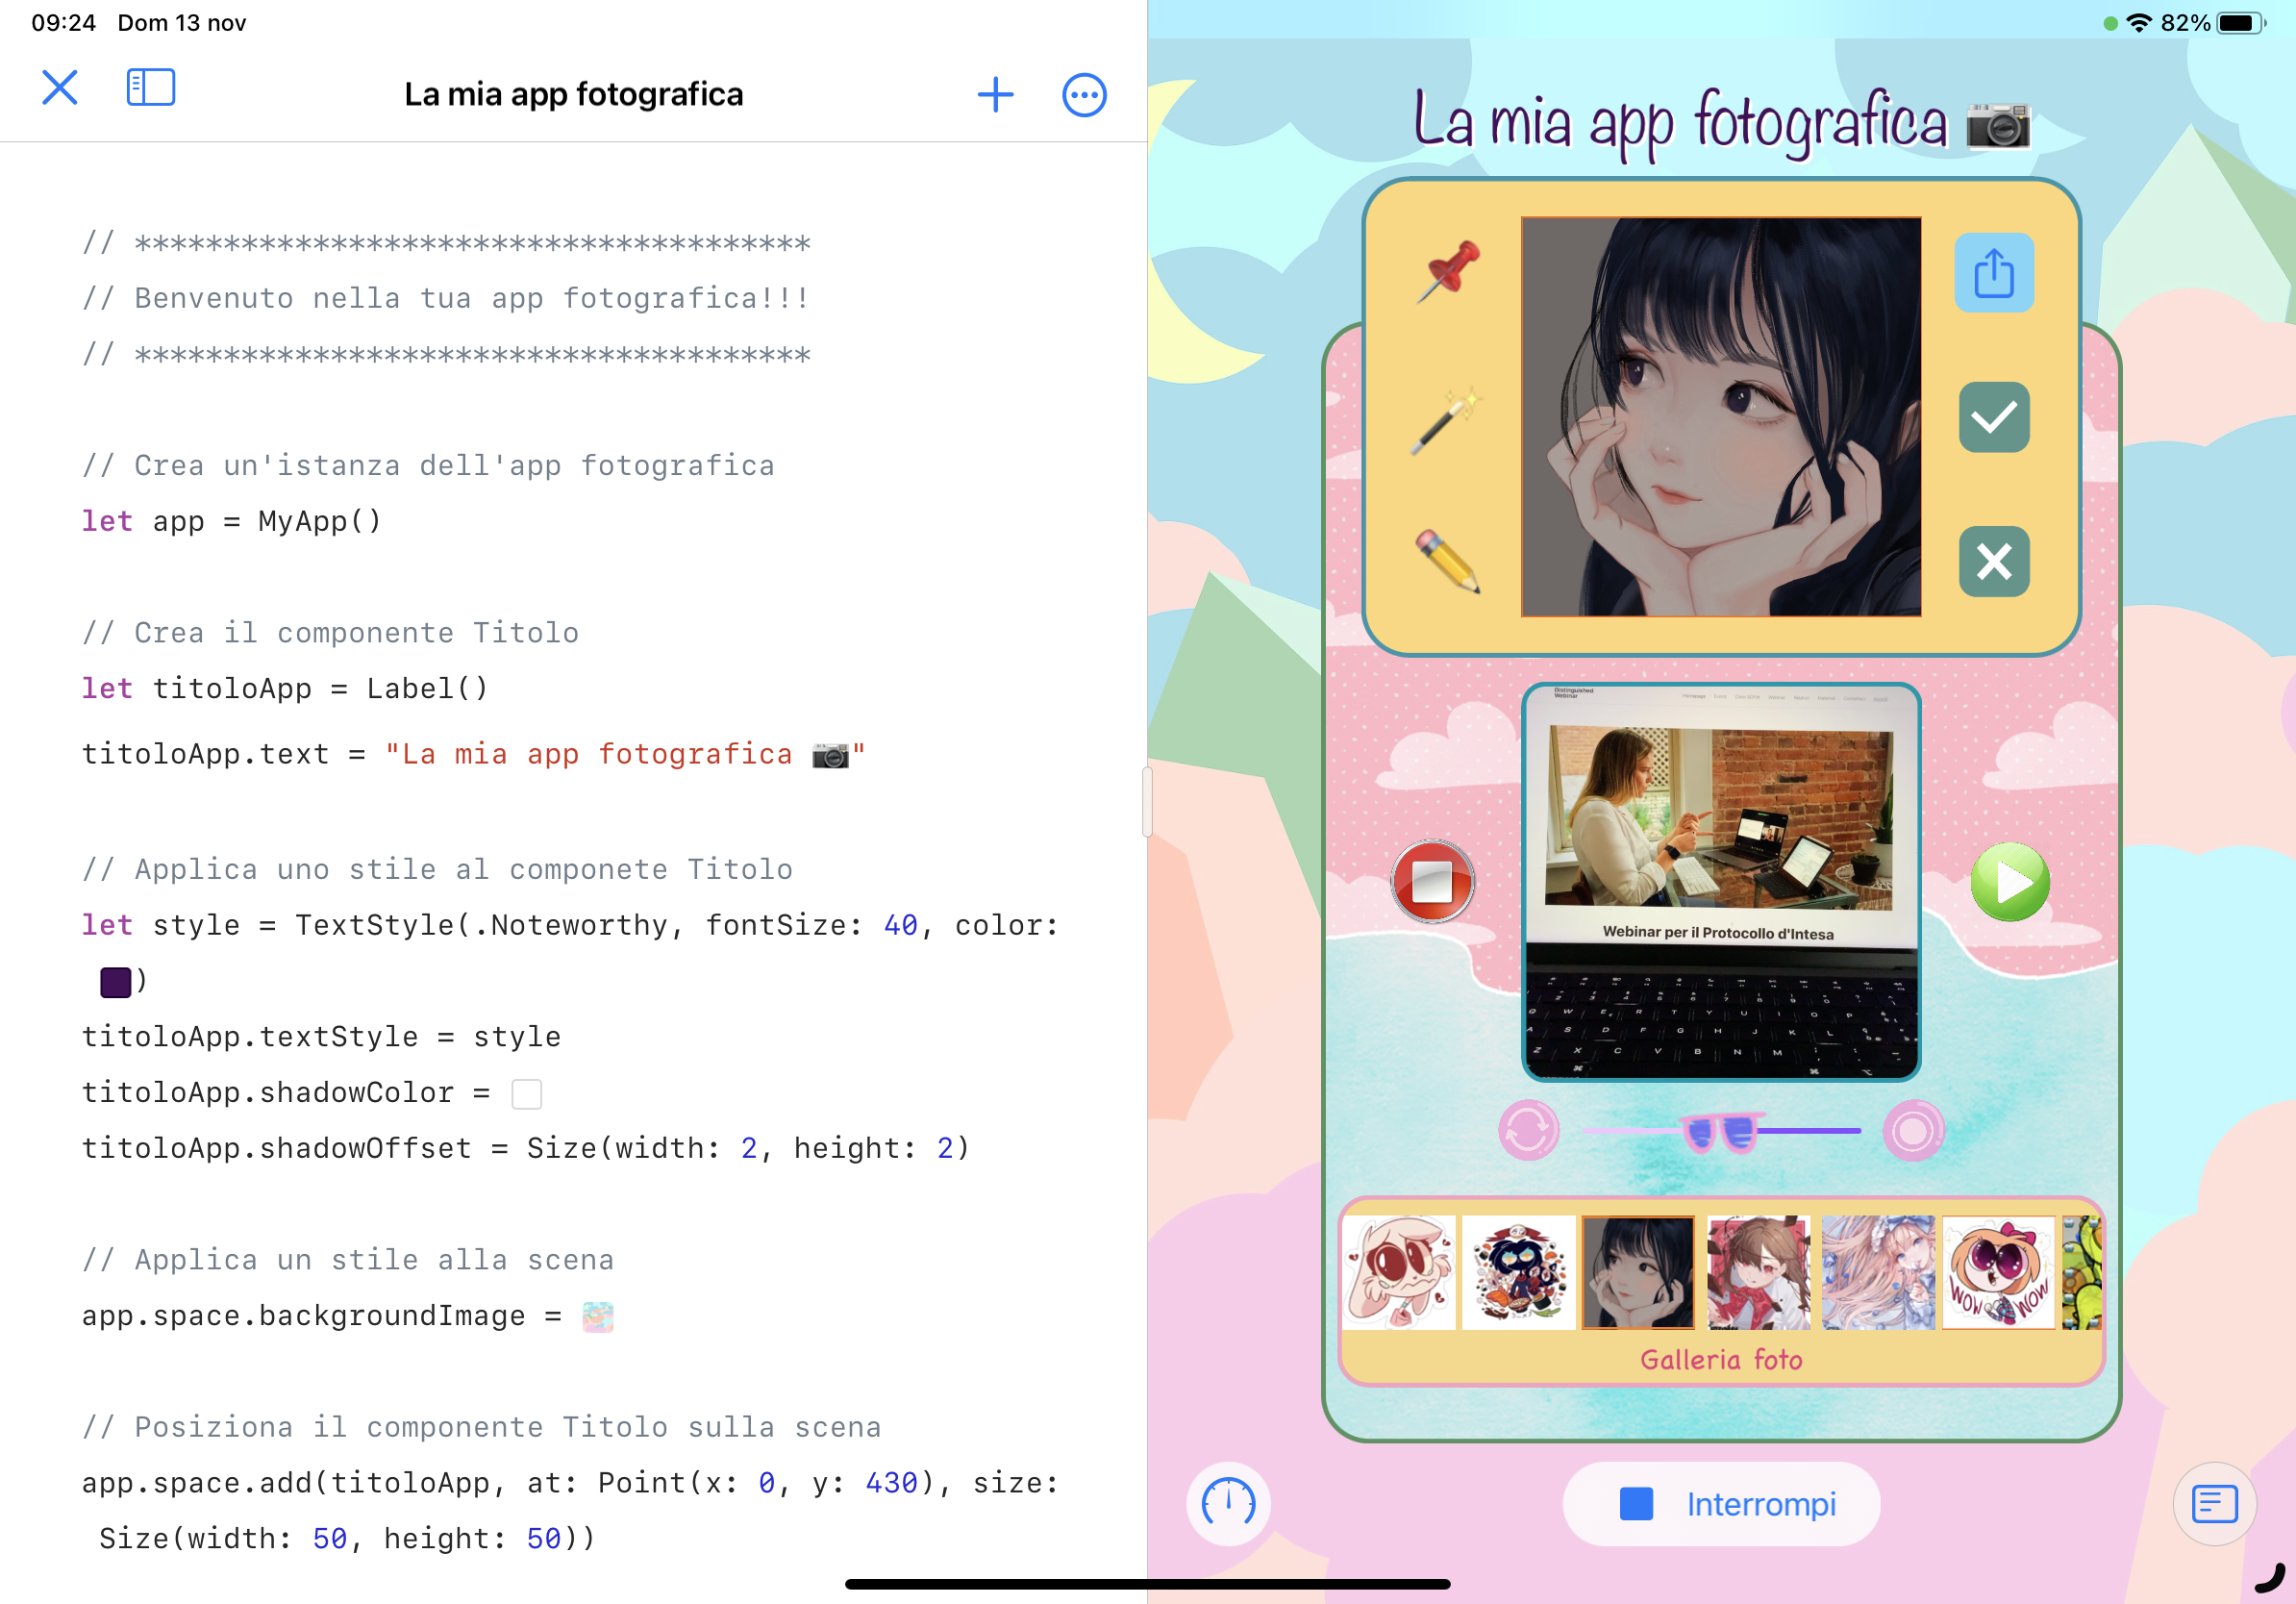 09:24 Dom 13 nov
82%
La mia app fotografica
// **************************************
// Benvenuto nella tua app fotografica!!!
// **************************************
// Crea un'istanza dell'app fotografica
let app = MyApp()
// Crea il componente Titolo
let titoloApp = Label()
titoloApp.text = "La mia app fotografica 📷"
// Applica uno stile al componete Titolo
let style = TextStyle(.Noteworthy, fontSize: 40, color:
)
titoloApp.textStyle = style
titoloApp.shadowColor =
titoloApp.shadowOffset = Size(width: 2, height: 2)
// Applica un stile alla scena
app.space.backgroundImage =
// Posiziona il componente Titolo sulla scena
app.space.add(titoloApp, at: Point(x: 0, y: 430), size:
Size(width: 50, height: 50))
La mia app fotografica 📷
Distinguished
Webinar
Homepage
Webinar per il Protocollo d'Intesa
Q W E R T Y U I O P
A S D F G H J K L
Z X C V B N M
WOW WOW
Galleria foto
Interrompi